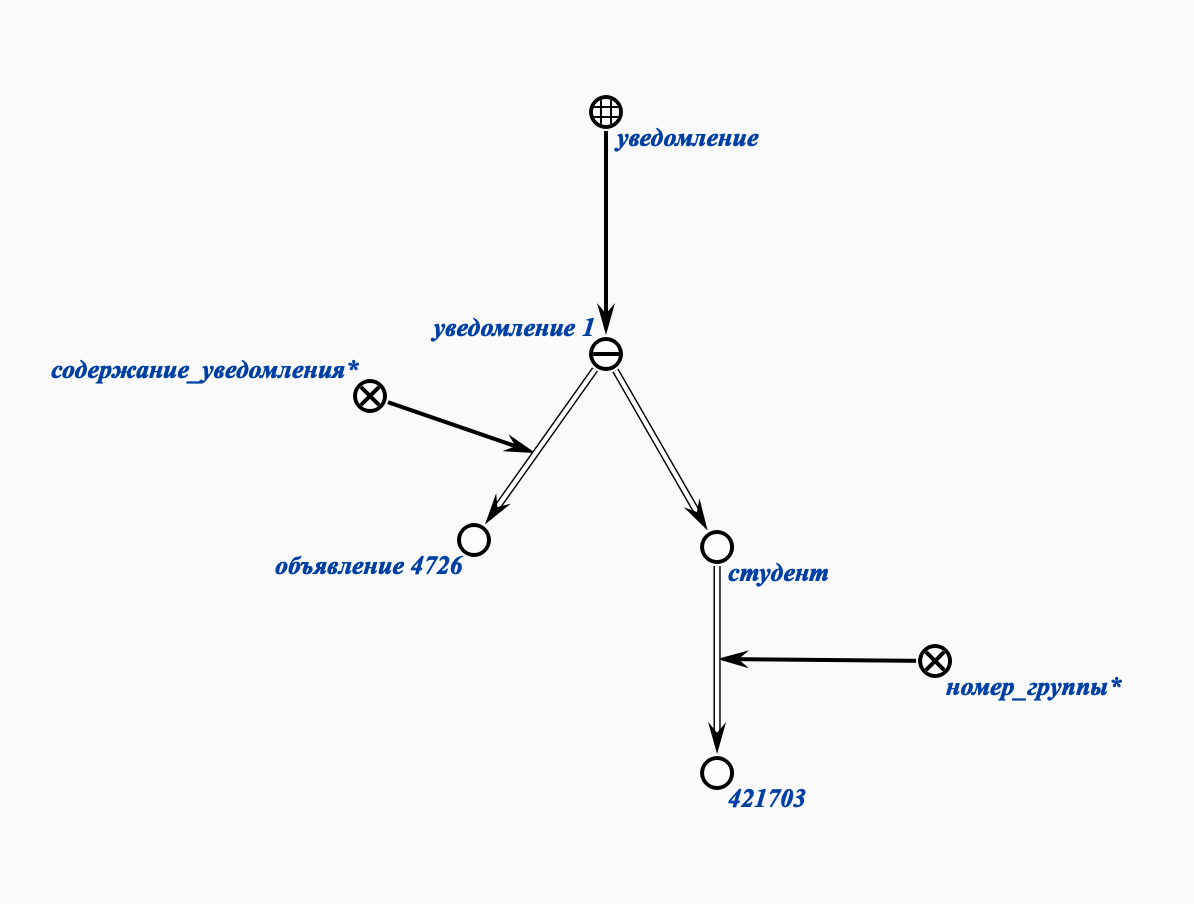 уведомление
уведомление 1
содержание_уведомления*
объявление 4726
студент
номер_группы*
421703